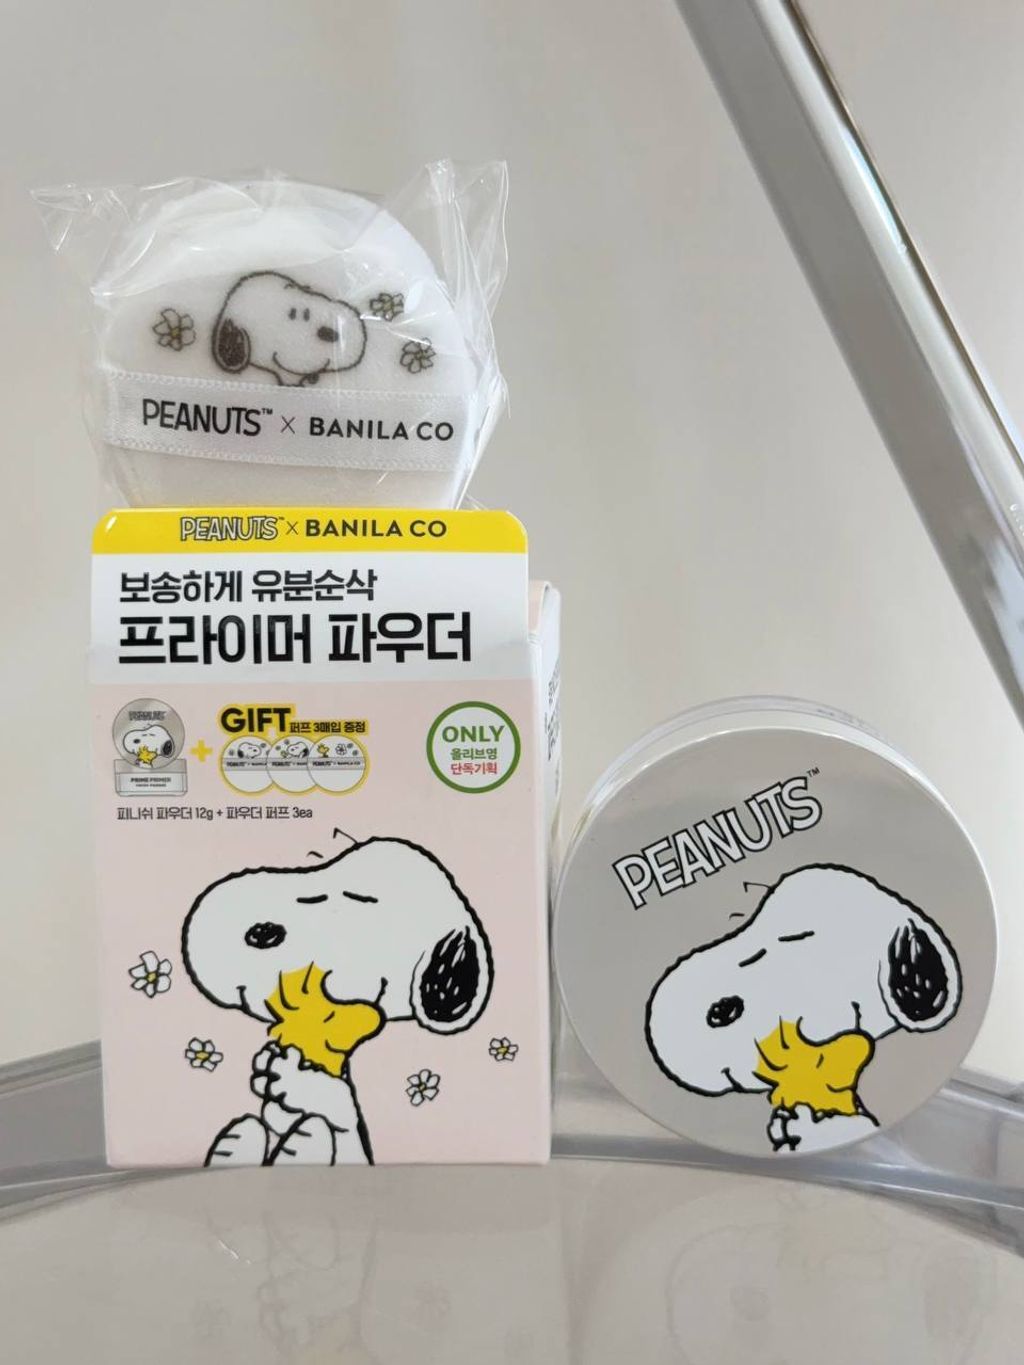 PEANUTS™ × BANILA CO
PEANUTS™ × BANILA CO
보송하게 유분순삭
프라이머 파우더
PEANUTS
PRIME PRIMER
GIFT 퍼프 3매입 증정
ONLY
올리브영
단독기획
피니쉬 파우더 12g + 파우더 퍼프 3ea
PEANUTS™